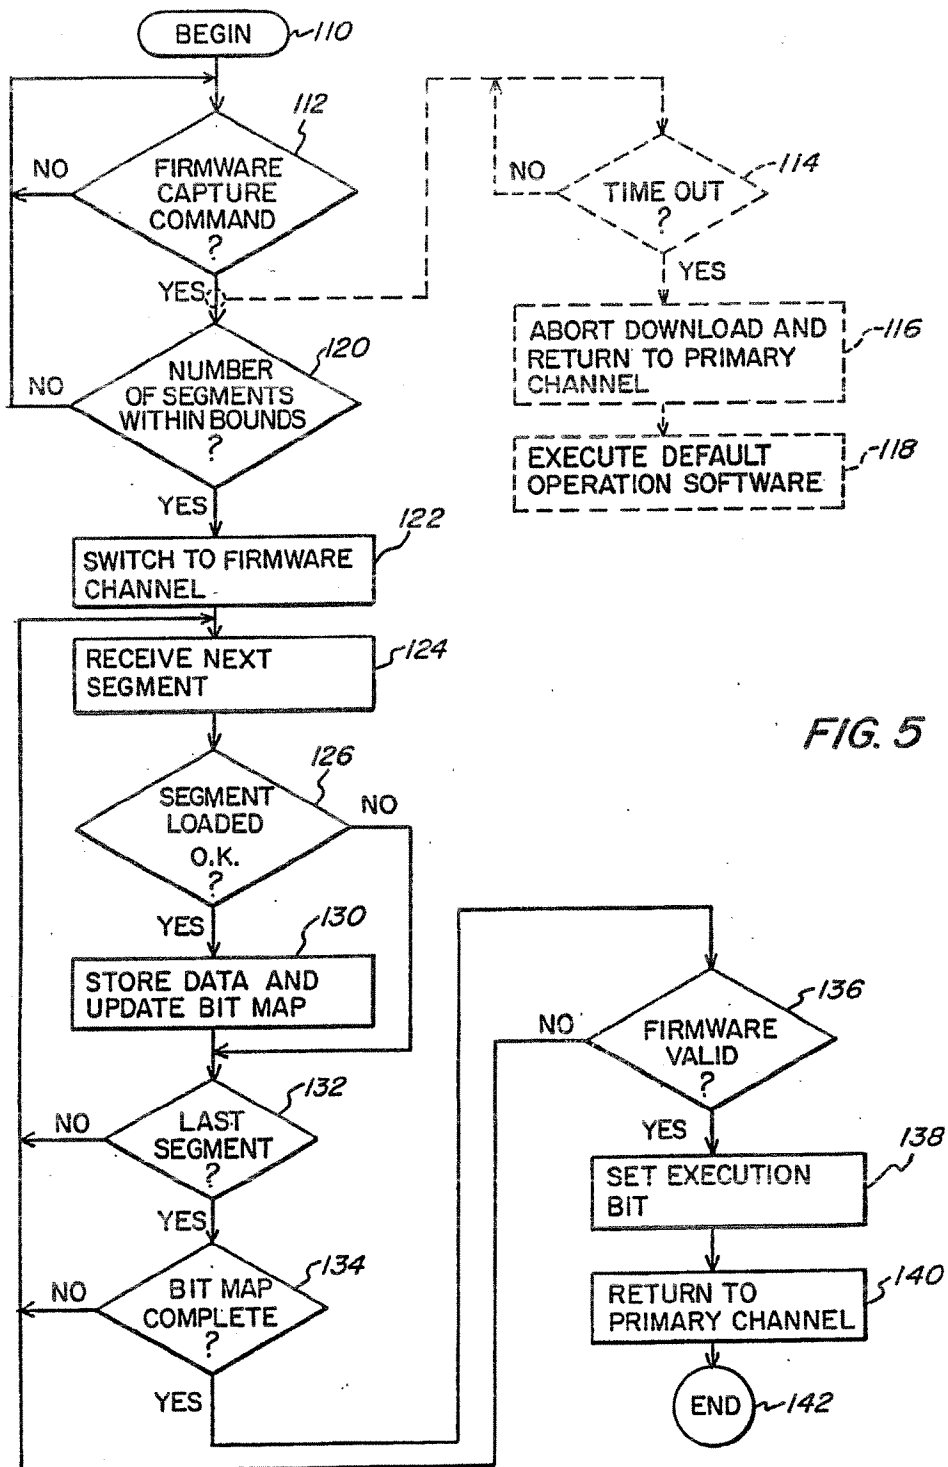 BEGIN
110
112
NO
FIRMWARE
CAPTURE
COMMAND
?
YES
NO
114
TIME OUT
?
YES
ABORT DOWNLOAD AND
RETURN TO PRIMARY
CHANNEL
116
EXECUTE DEFAULT
OPERATION SOFTWARE
118
120
NO
NUMBER
OF SEGMENTS
WITHIN BOUNDS
?
YES
122
SWITCH TO FIRMWARE
CHANNEL
124
RECEIVE NEXT
SEGMENT
FIG. 5
126
SEGMENT
LOADED
O.K.
?
NO
YES
130
STORE DATA AND
UPDATE BIT MAP
132
NO
LAST
SEGMENT
?
YES
134
NO
BIT MAP
COMPLETE
?
YES
136
NO
FIRMWARE
VALID
?
YES
138
SET EXECUTION
BIT
140
RETURN TO
PRIMARY CHANNEL
END
142